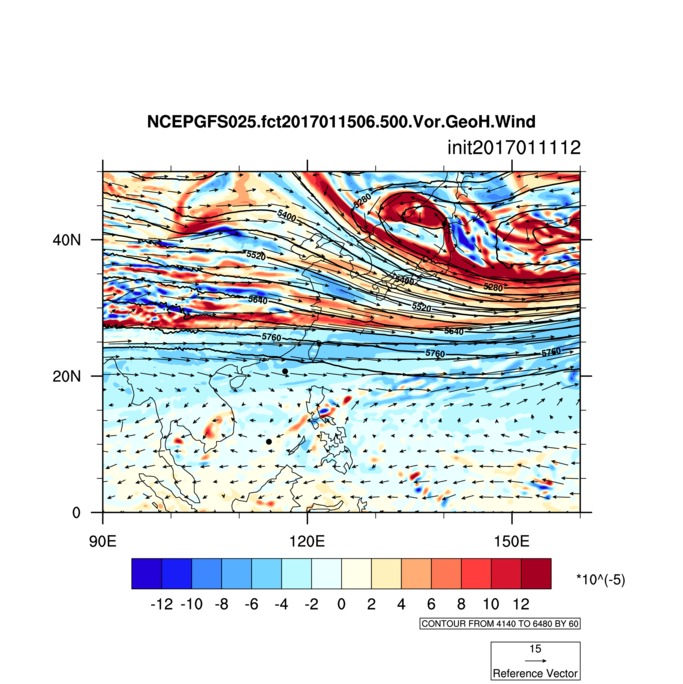 NCEPGFS025.fct2017011506.500.Vor.GeoH.Wind
init2017011112
5280
5400
40N
5520
5280
5640
5520
5640
5760
5760
5760
20N
0
90E 120E 150E
-12 -10 -8 -6 -4 -2 0 2 4 6 8 10 12
*10^(-5)
CONTOUR FROM 4140 TO 6480 BY 60
15
Reference Vector